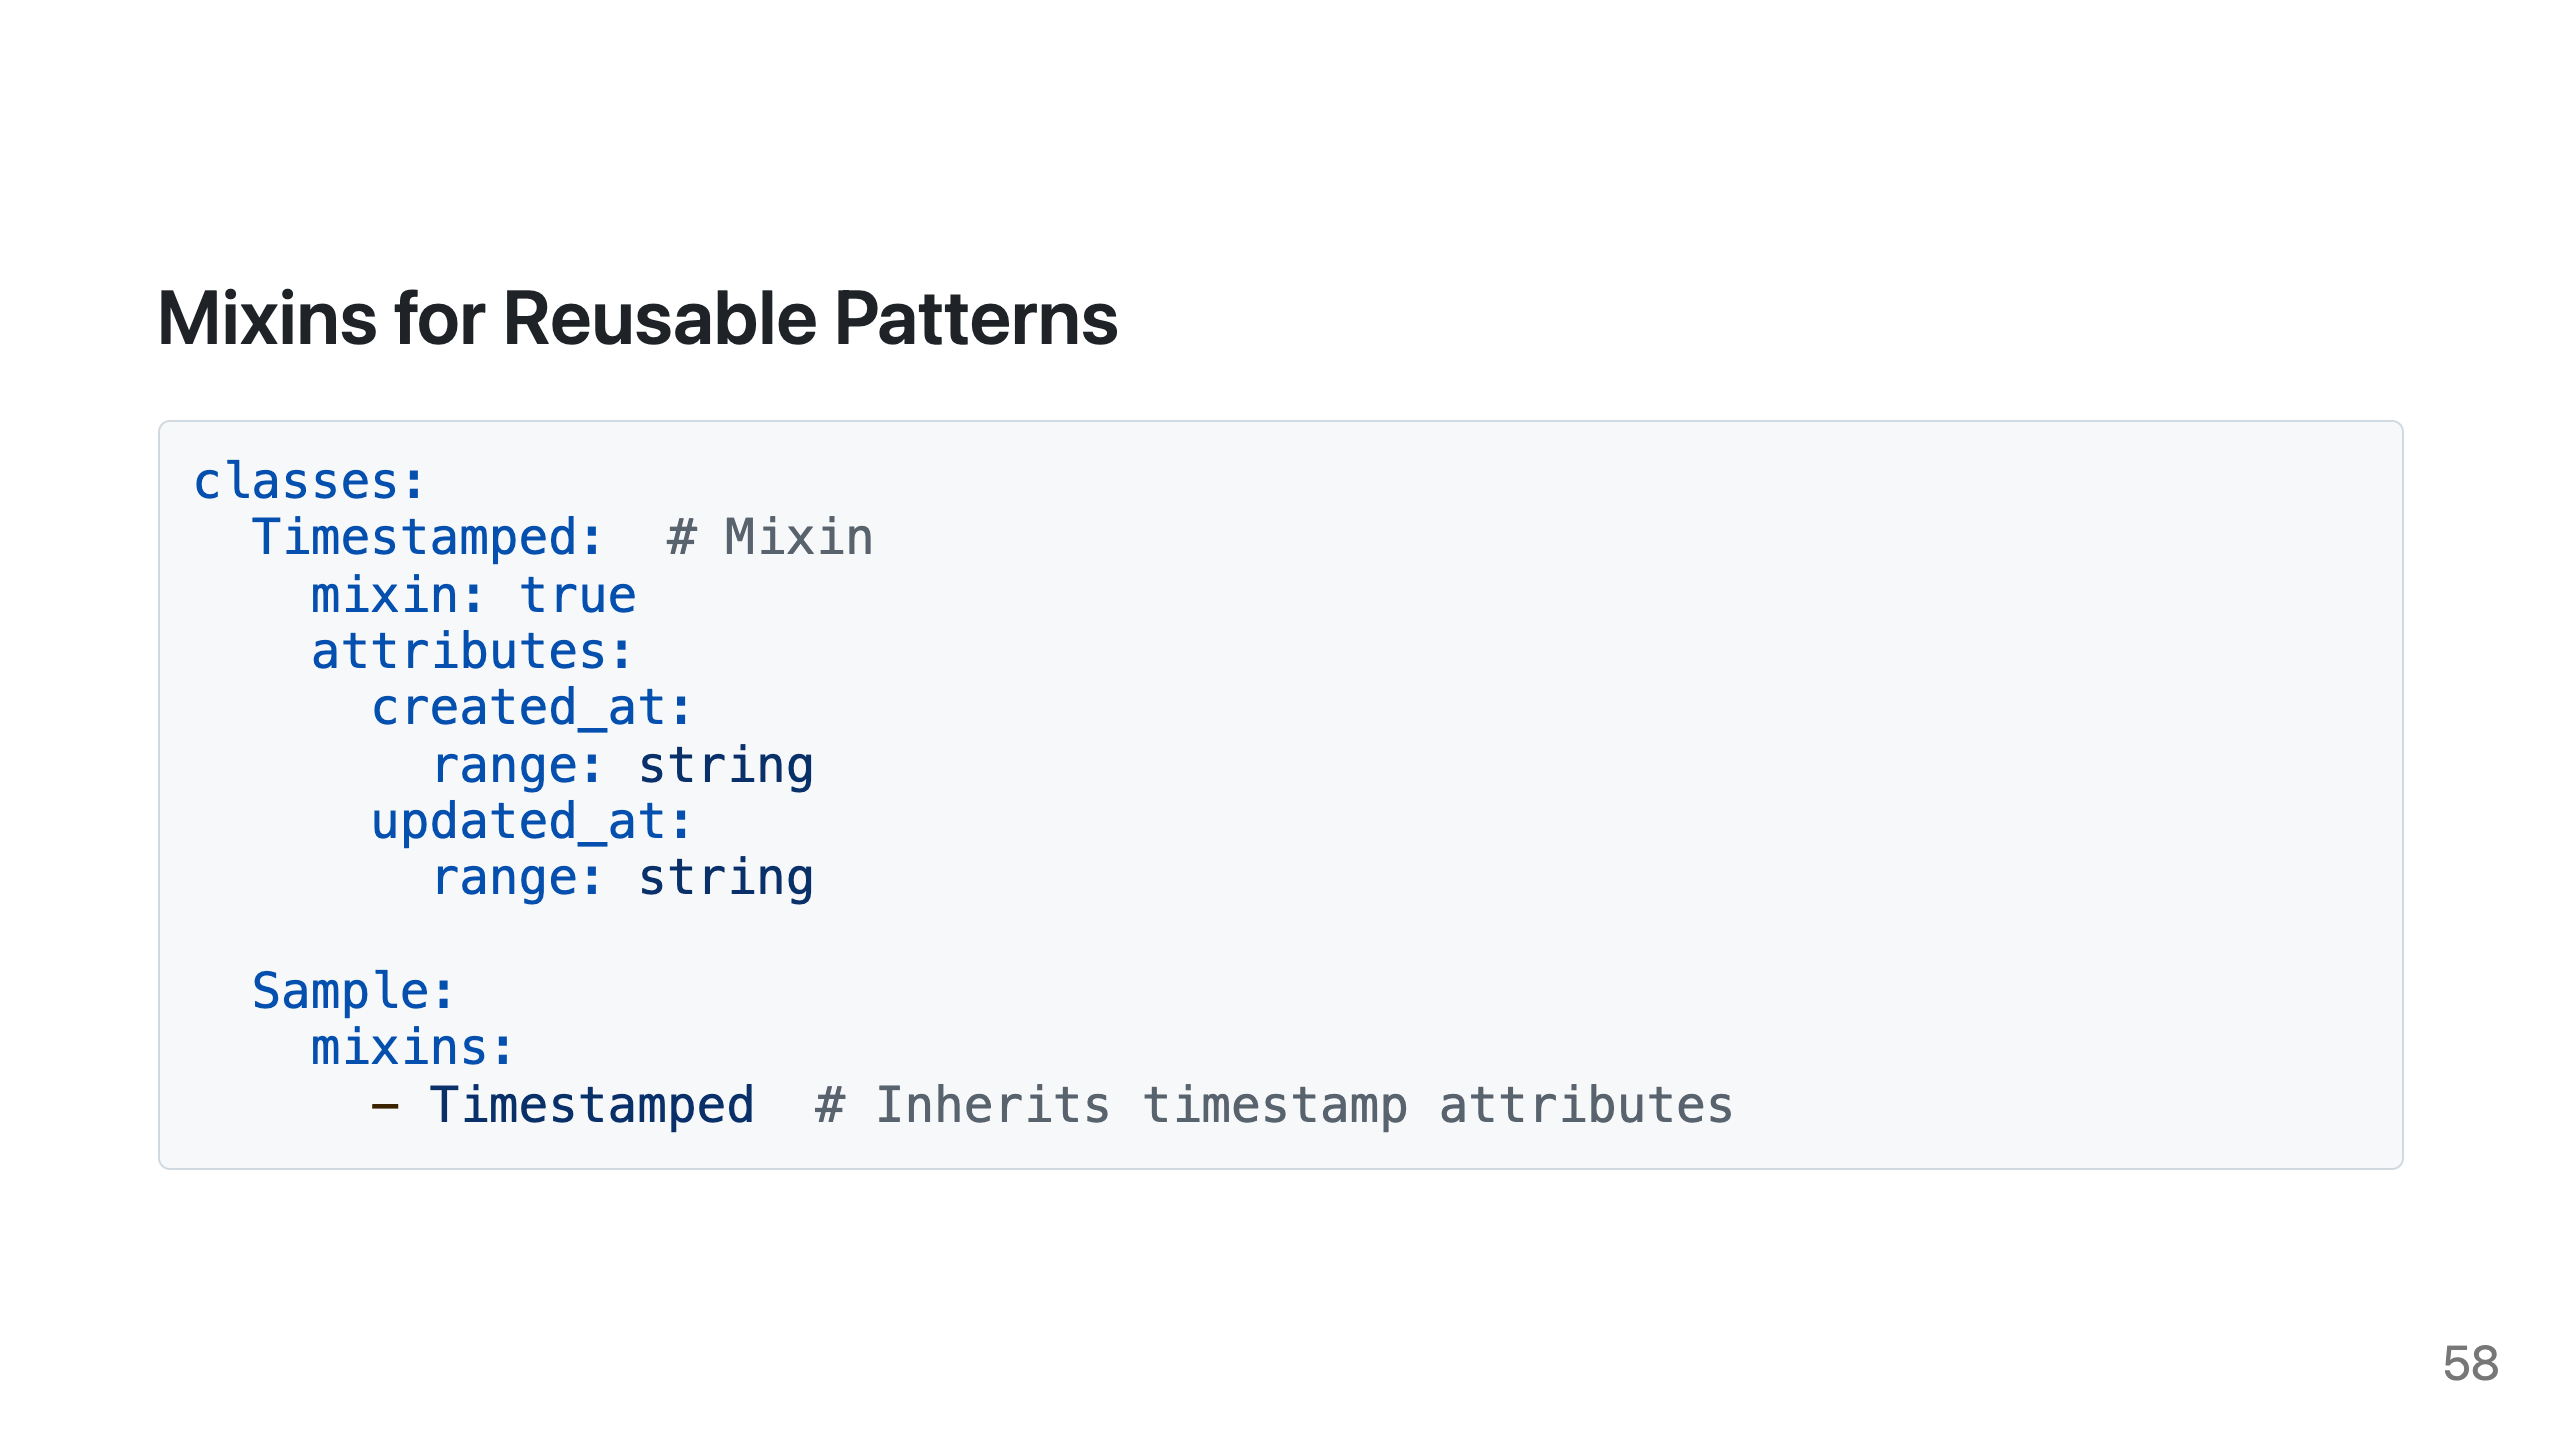 Mixins for Reusable Patterns
classes:
  Timestamped:  # Mixin
    mixin: true
    attributes:
      created_at:
        range: string
      updated_at:
        range: string

  Sample:
    mixins:
      - Timestamped  # Inherits timestamp attributes
58